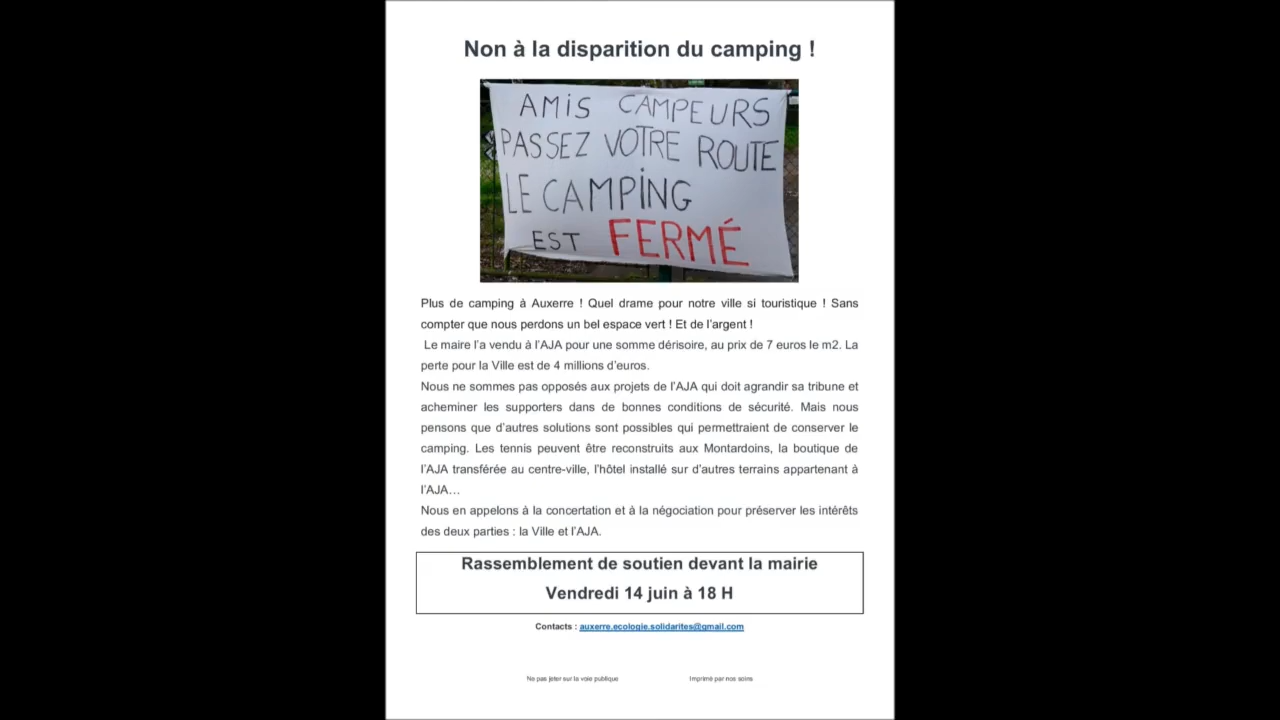 Non à la disparition du camping !
AMIS CAMPEURS
PASSEZ VOTRE ROUTE
LE CAMPING
EST FERMÉ
Plus de camping à Auxerre ! Quel drame pour notre ville si touristique ! Sans
compter que nous perdons un bel espace vert ! Et de l’argent !
Le maire l’a vendu à l’AJA pour une somme dérisoire, au prix de 7 euros le m2. La
perte pour la Ville est de 4 millions d’euros.
Nous ne sommes pas opposés aux projets de l’AJA qui doit agrandir sa tribune et
acheminer les supporters dans de bonnes conditions de sécurité. Mais nous
pensons que d’autres solutions sont possibles qui permettraient de conserver le
camping. Les tennis peuvent être reconstruits aux Montardoins, la boutique de
l’AJA transférée au centre-ville, l’hôtel installé sur d’autres terrains appartenant à
l’AJA…
Nous en appelons à la concertation et à la négociation pour préserver les intérêts
des deux parties : la Ville et l’AJA.
Rassemblement de soutien devant la mairie
Vendredi 14 juin à 18 H
Contacts : auxerre.ecologie.solidarites@gmail.com
Ne pas jeter sur la voie publique Imprimé par nos soins